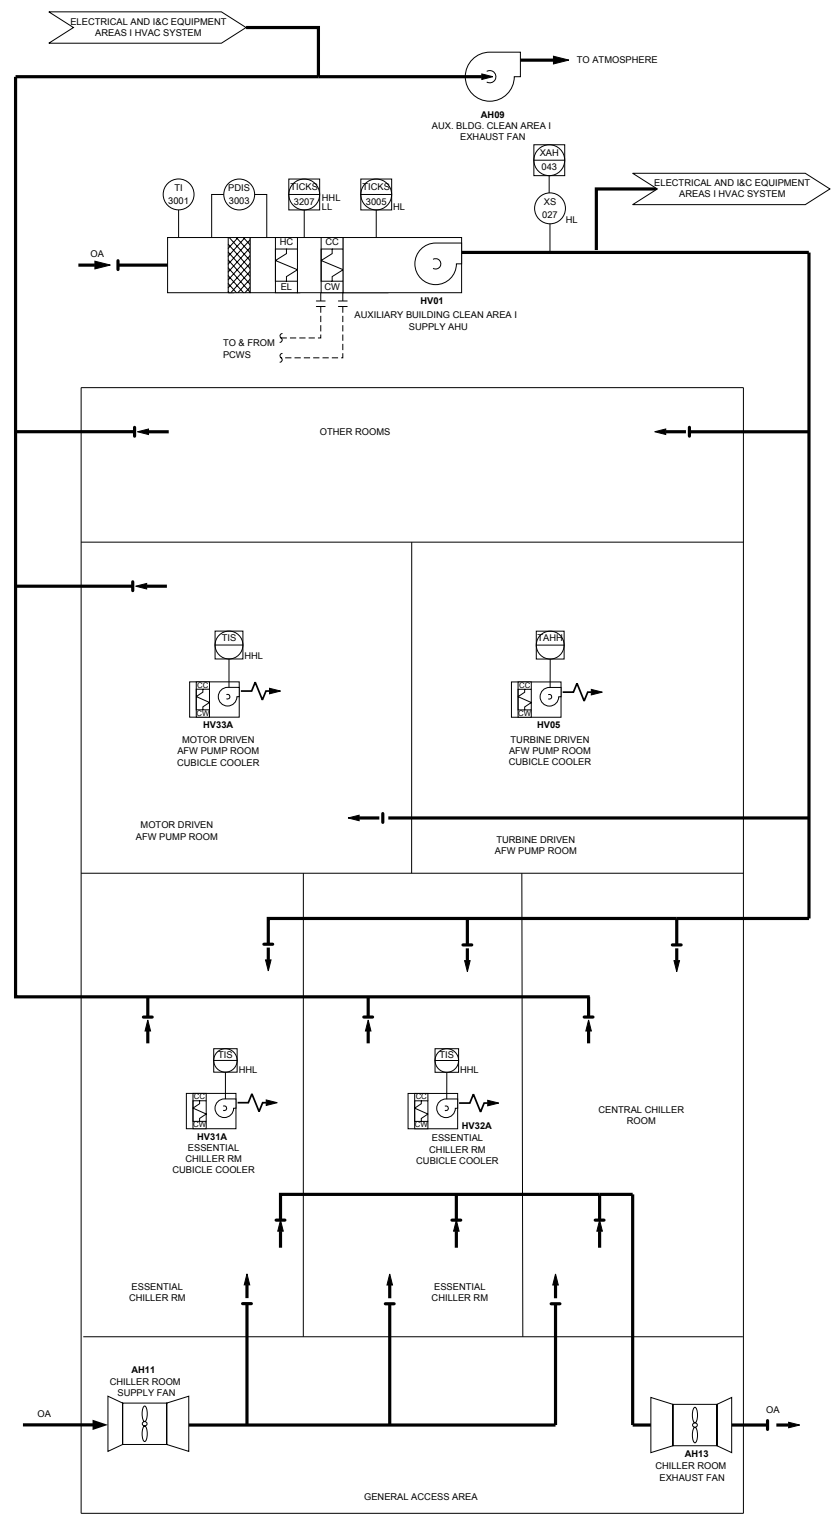 ELECTRICAL AND I&C EQUIPMENT
AREAS I HVAC SYSTEM
TO ATMOSPHERE
AH09
AUX. BLDG. CLEAN AREA I
EXHAUST FAN
XAH
043
TI
3001
PDIS
3003
TICKS
3207
HHL
LL
TICKS
3005
HL
XS
027
HL
ELECTRICAL AND I&C EQUIPMENT
AREAS I HVAC SYSTEM
OA
HC
EL
CC
CW
HV01
AUXILIARY BUILDING CLEAN AREA I
SUPPLY AHU
TO & FROM
PCWS
OTHER ROOMS
TIS
HHL
CC
CW
HV33A
MOTOR DRIVEN
AFW PUMP ROOM
CUBICLE COOLER
TAHH
CC
CW
HV05
TURBINE DRIVEN
AFW PUMP ROOM
CUBICLE COOLER
MOTOR DRIVEN
AFW PUMP ROOM
TURBINE DRIVEN
AFW PUMP ROOM
TIS
HHL
CC
CW
HV31A
ESSENTIAL
CHILLER RM
CUBICLE COOLER
TIS
HHL
CC
CW
HV32A
ESSENTIAL
CHILLER RM
CUBICLE COOLER
CENTRAL CHILLER
ROOM
ESSENTIAL
CHILLER RM
ESSENTIAL
CHILLER RM
AH11
CHILLER ROOM
SUPPLY FAN
OA
OA
AH13
CHILLER ROOM
EXHAUST FAN
GENERAL ACCESS AREA